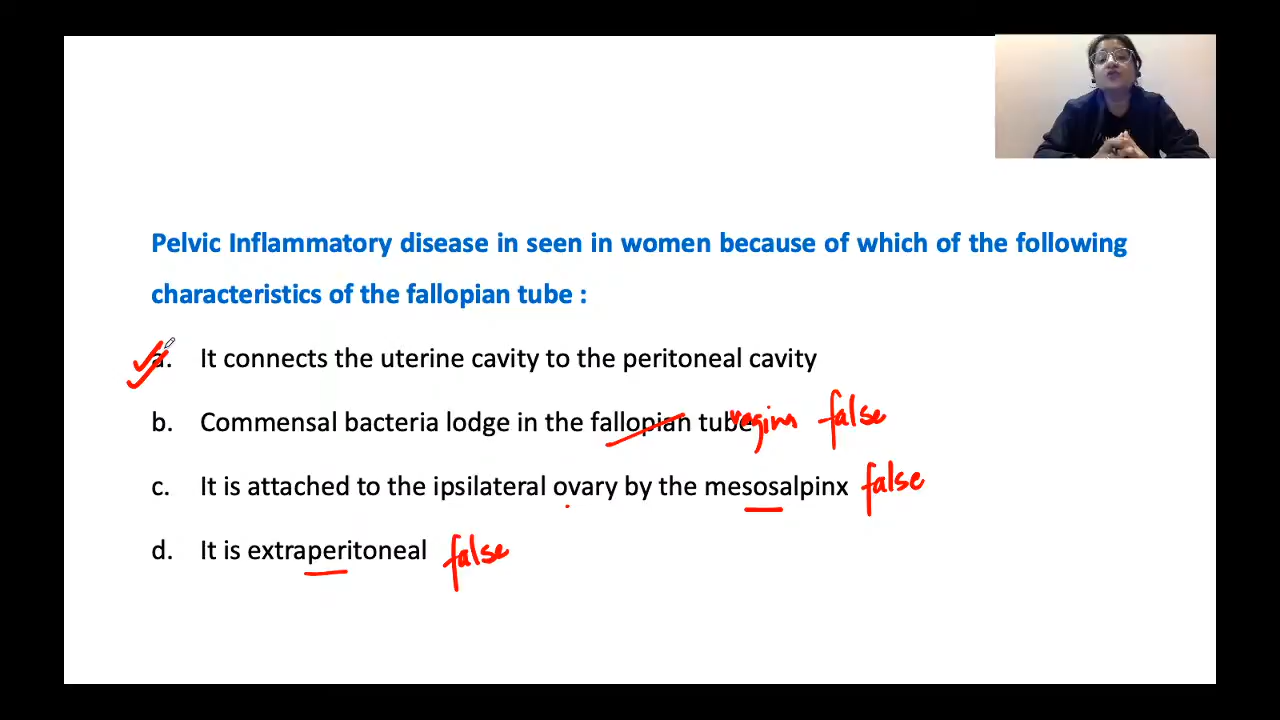 Pelvic Inflammatory disease in seen in women because of which of the following
characteristics of the fallopian tube :
a. It connects the uterine cavity to the peritoneal cavity
b. Commensal bacteria lodge in the fallopian tube vagina false
c. It is attached to the ipsilateral ovary by the mesosalpinx false
d. It is extraperitoneal false